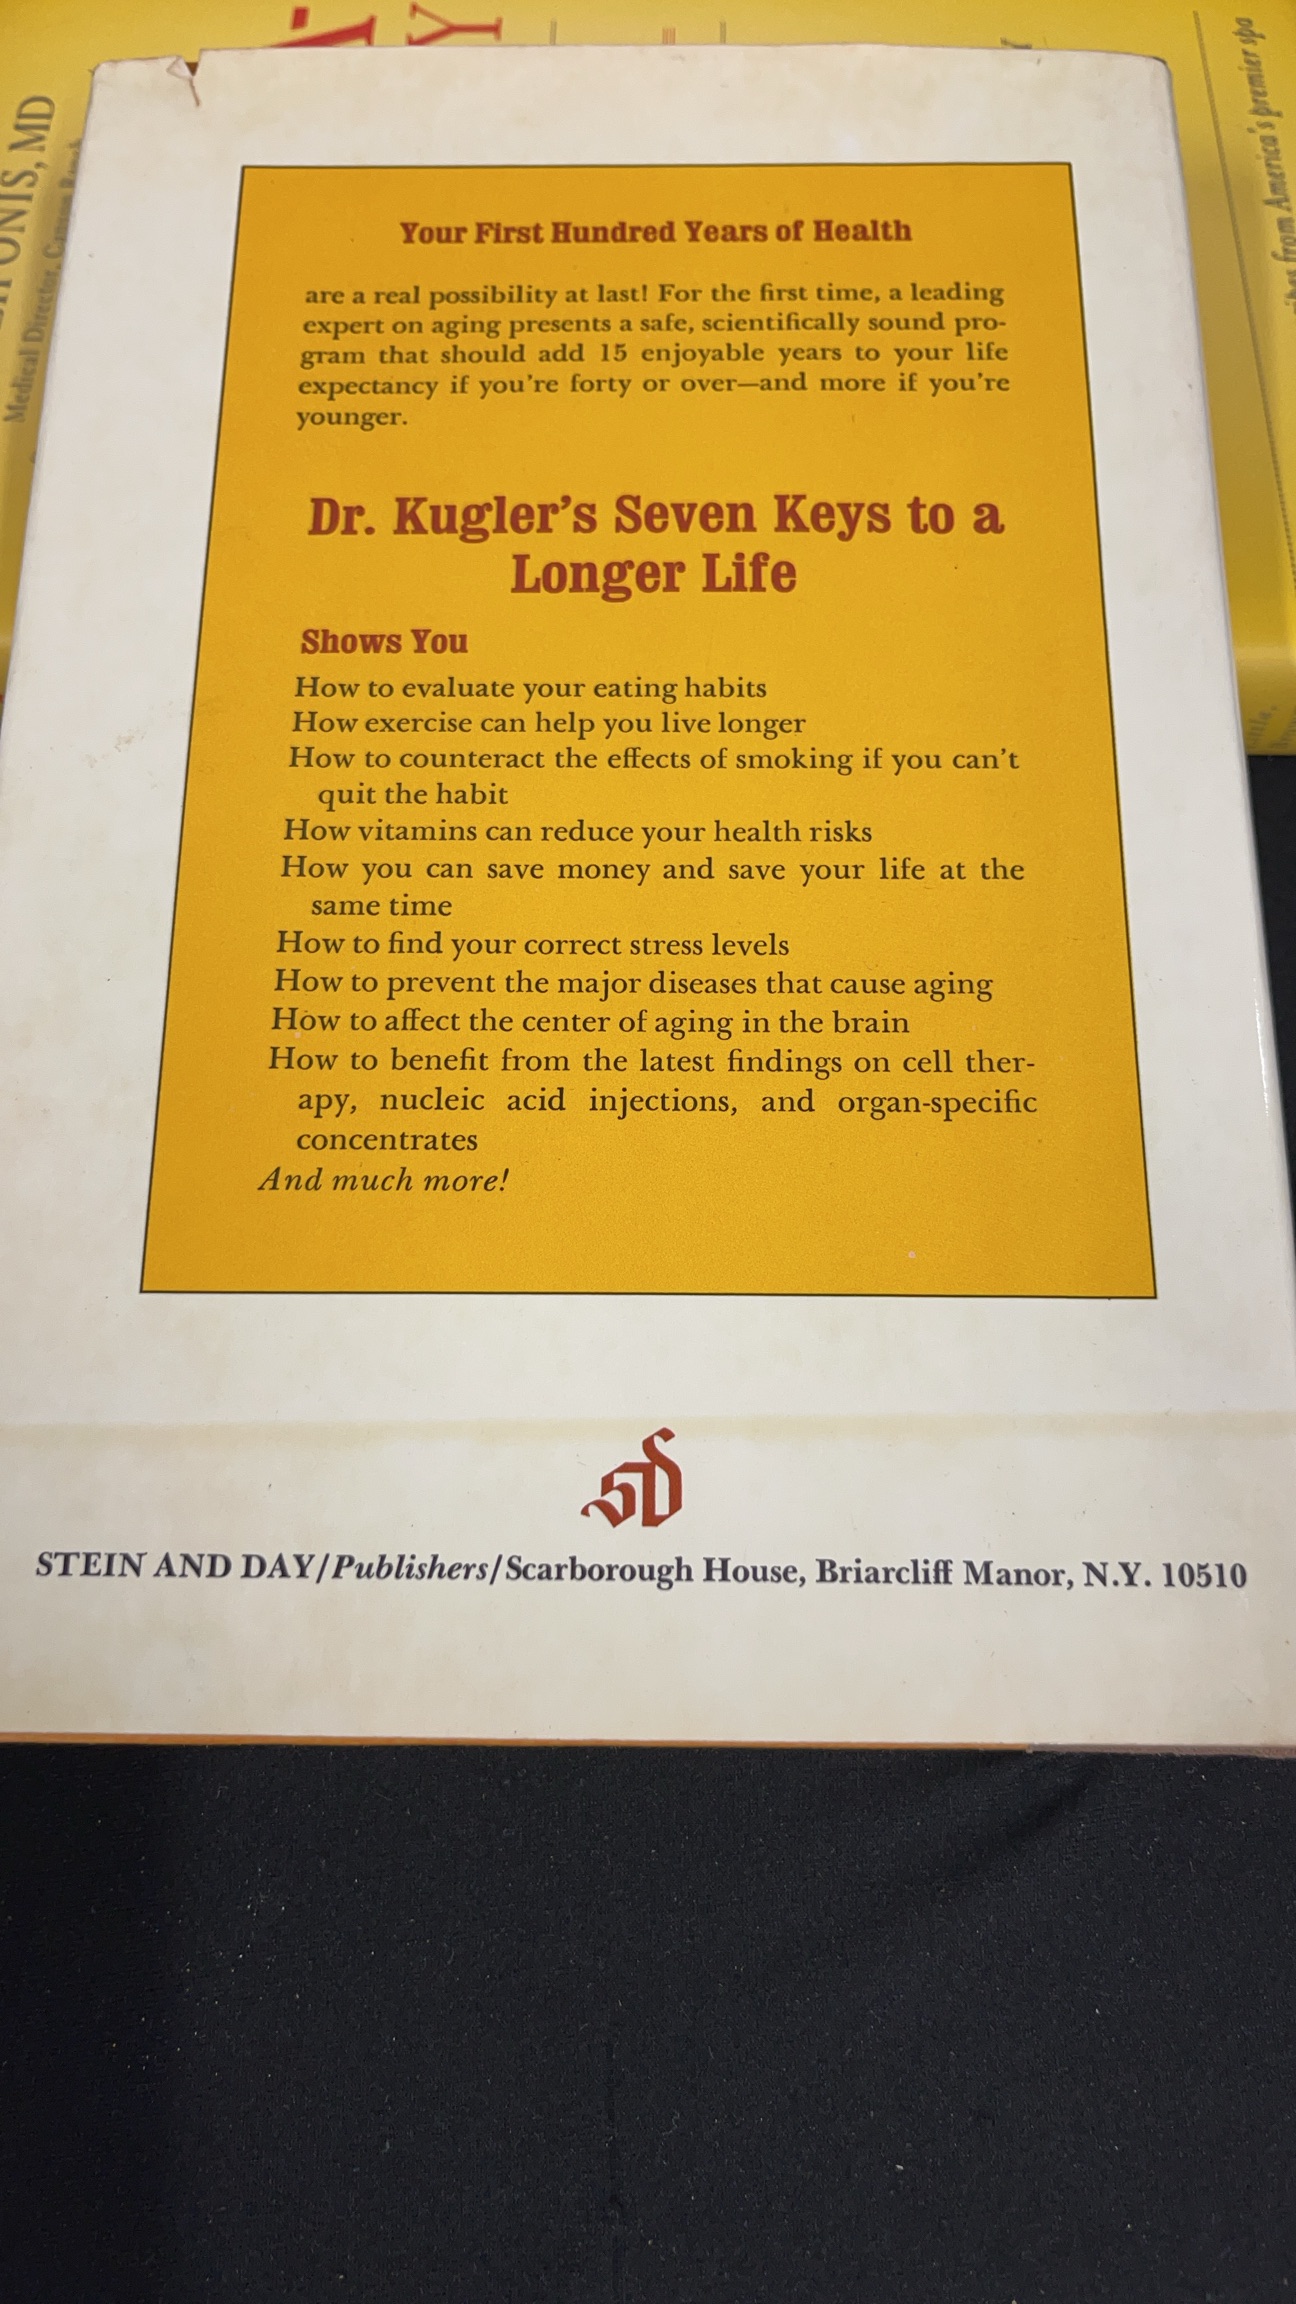 ONIS, MD
Medical Director, Canyon Ranch
from America's premier spa
Your First Hundred Years of Health
are a real possibility at last! For the first time, a leading
expert on aging presents a safe, scientifically sound pro-
gram that should add 15 enjoyable years to your life
expectancy if you're forty or over—and more if you're
younger.
Dr. Kugler's Seven Keys to a
Longer Life
Shows You
How to evaluate your eating habits
How exercise can help you live longer
How to counteract the effects of smoking if you can't
quit the habit
How vitamins can reduce your health risks
How you can save money and save your life at the
same time
How to find your correct stress levels
How to prevent the major diseases that cause aging
How to affect the center of aging in the brain
How to benefit from the latest findings on cell ther-
apy, nucleic acid injections, and organ-specific
concentrates
And much more!
SD
STEIN AND DAY/Publishers/Scarborough House, Briarcliff Manor, N.Y. 10510